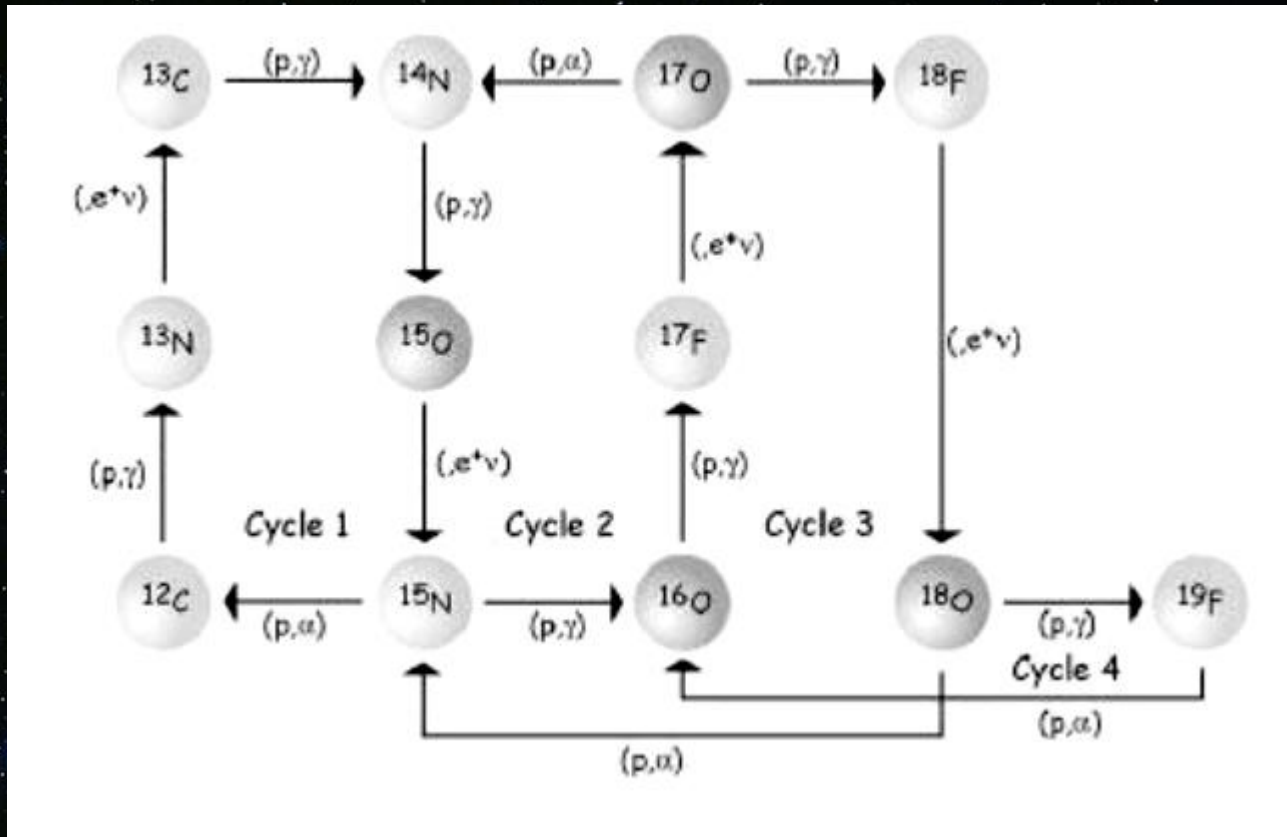 13C (p,γ) 14N (p,α) 17O (p,γ) 18F
(,e⁺ν) (p,γ)
(,e⁺ν)
13N 15O 17F (,e⁺ν)
(p,γ) (,e⁺ν) (p,γ)
Cycle 1 Cycle 2 Cycle 3
12C (p,α) 15N (p,γ) 16O 18O (p,γ) 19F
Cycle 4
(p,α)
(p,α)